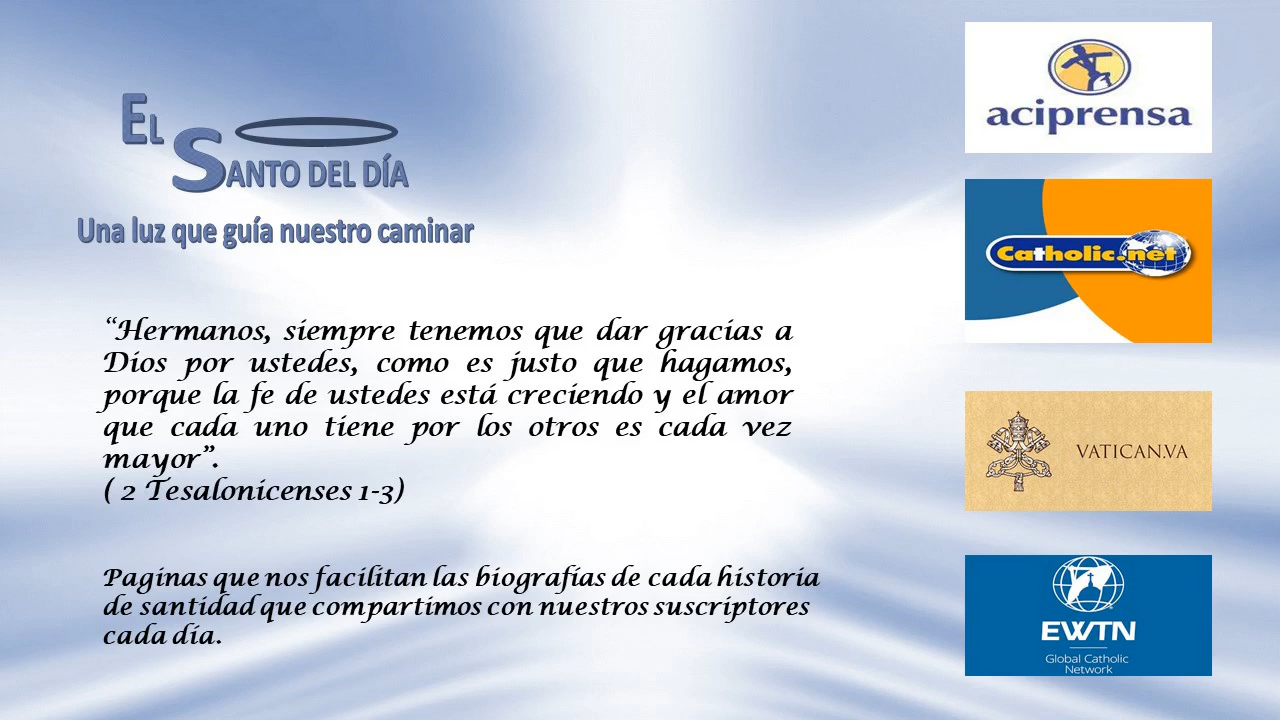 EL
SANTO DEL DÍA
Una luz que guía nuestro caminar
“Hermanos, siempre tenemos que dar gracias a
Dios por ustedes, como es justo que hagamos,
porque la fe de ustedes está creciendo y el amor
que cada uno tiene por los otros es cada vez
mayor”.
( 2 Tesalonicenses 1-3)
Paginas que nos facilitan las biografías de cada historia
de santidad que compartimos con nuestros suscriptores
cada día.
aciprensa
Catholic.net
VATICAN.VA
EWTN
Global Catholic
Network